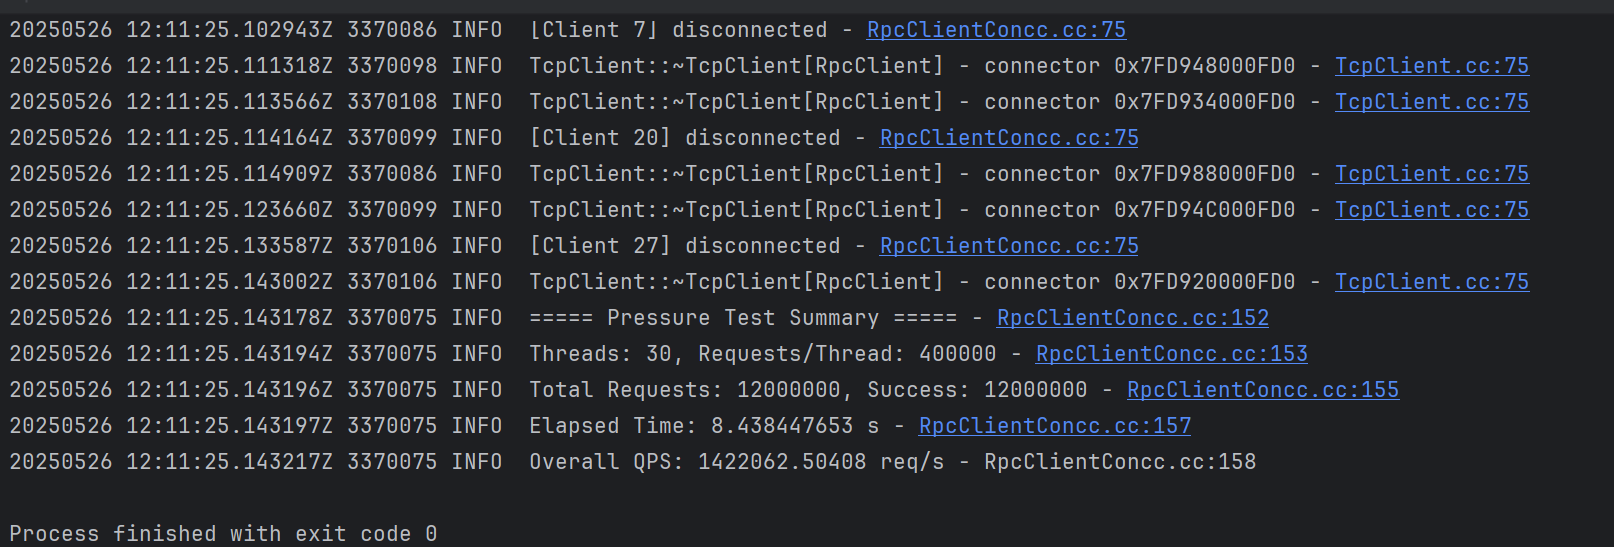 20250526 12:11:25.102943Z 3370086 INFO  [Client 7] disconnected - RpcClientConcc.cc:75
20250526 12:11:25.111318Z 3370098 INFO  TcpClient::~TcpClient[RpcClient] - connector 0x7FD948000FD0 - TcpClient.cc:75
20250526 12:11:25.113566Z 3370108 INFO  TcpClient::~TcpClient[RpcClient] - connector 0x7FD934000FD0 - TcpClient.cc:75
20250526 12:11:25.114164Z 3370099 INFO  [Client 20] disconnected - RpcClientConcc.cc:75
20250526 12:11:25.114909Z 3370086 INFO  TcpClient::~TcpClient[RpcClient] - connector 0x7FD988000FD0 - TcpClient.cc:75
20250526 12:11:25.123660Z 3370099 INFO  TcpClient::~TcpClient[RpcClient] - connector 0x7FD94C000FD0 - TcpClient.cc:75
20250526 12:11:25.133587Z 3370106 INFO  [Client 27] disconnected - RpcClientConcc.cc:75
20250526 12:11:25.143002Z 3370106 INFO  TcpClient::~TcpClient[RpcClient] - connector 0x7FD920000FD0 - TcpClient.cc:75
20250526 12:11:25.143178Z 3370075 INFO  ===== Pressure Test Summary ===== - RpcClientConcc.cc:152
20250526 12:11:25.143194Z 3370075 INFO  Threads: 30, Requests/Thread: 400000 - RpcClientConcc.cc:153
20250526 12:11:25.143196Z 3370075 INFO  Total Requests: 12000000, Success: 12000000 - RpcClientConcc.cc:155
20250526 12:11:25.143197Z 3370075 INFO  Elapsed Time: 8.438447653 s - RpcClientConcc.cc:157
20250526 12:11:25.143217Z 3370075 INFO  Overall QPS: 1422062.50408 req/s - RpcClientConcc.cc:158
Process finished with exit code 0